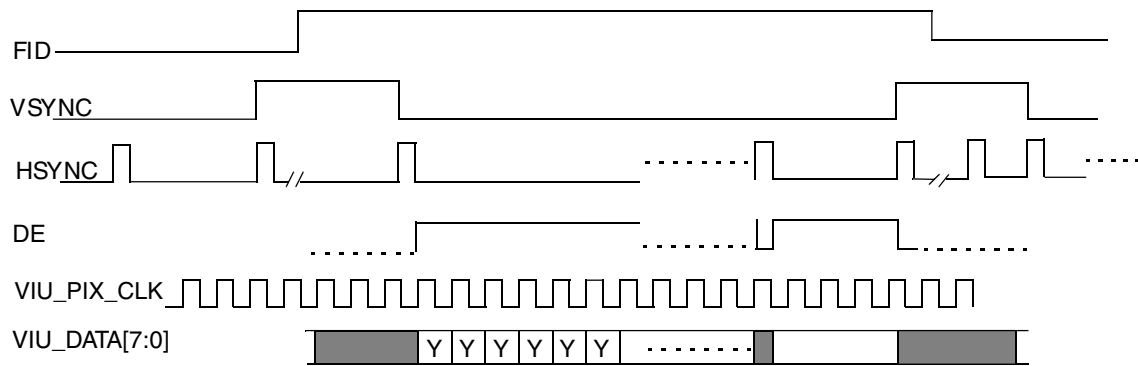 FID
VSYNC
HSYNC
DE
VIU_PIX_CLK
VIU_DATA[7:0]
Y Y Y Y Y Y